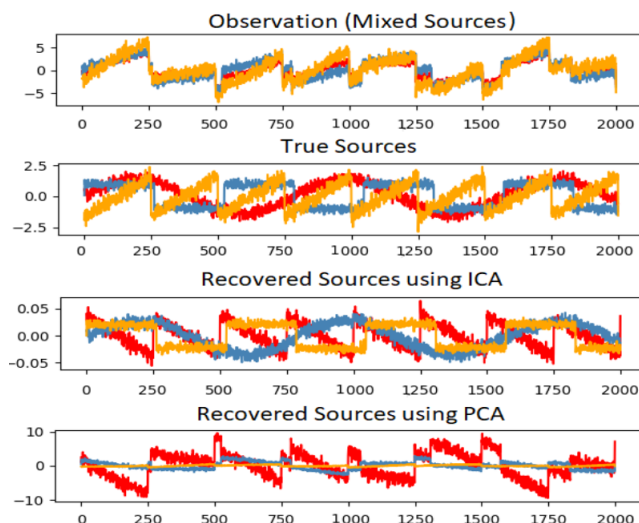 Observation (Mixed Sources)
5
0
−5
0 250 500 750 1000 1250 1500 1750 2000
True Sources
2.5
0.0
−2.5
0 250 500 750 1000 1250 1500 1750 2000
Recovered Sources using ICA
0.05
0.00
−0.05
0 250 500 750 1000 1250 1500 1750 2000
Recovered Sources using PCA
10
0
−10
0 250 500 750 1000 1250 1500 1750 2000